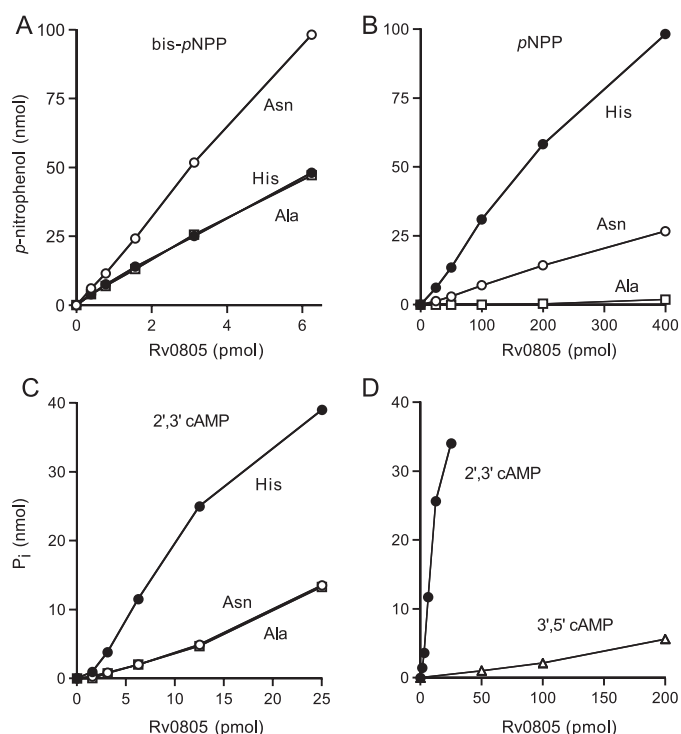 A
bis-pNPP
100
75
50
25
0
p-nitrophenol (nmol)
Asn
His
Ala
0 2 4 6
Rv0805 (pmol)
B
pNPP
100
75
50
25
0
His
Asn
Ala
0 100 200 300 400
Rv0805 (pmol)
C
2',3' cAMP
40
30
20
10
0
Pi (nmol)
His
Asn
Ala
0 5 10 15 20 25
Rv0805 (pmol)
D
40
30
20
10
0
2',3' cAMP
3',5' cAMP
0 50 100 150 200
Rv0805 (pmol)